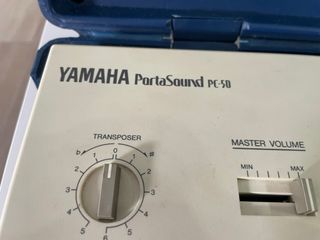 YAMAHA PortaSound PC-50
TRANSPOSER
MASTER VOLUME
b 0 #
MIN MAX
1 1
2 2
3 3
4 4
5 5
6